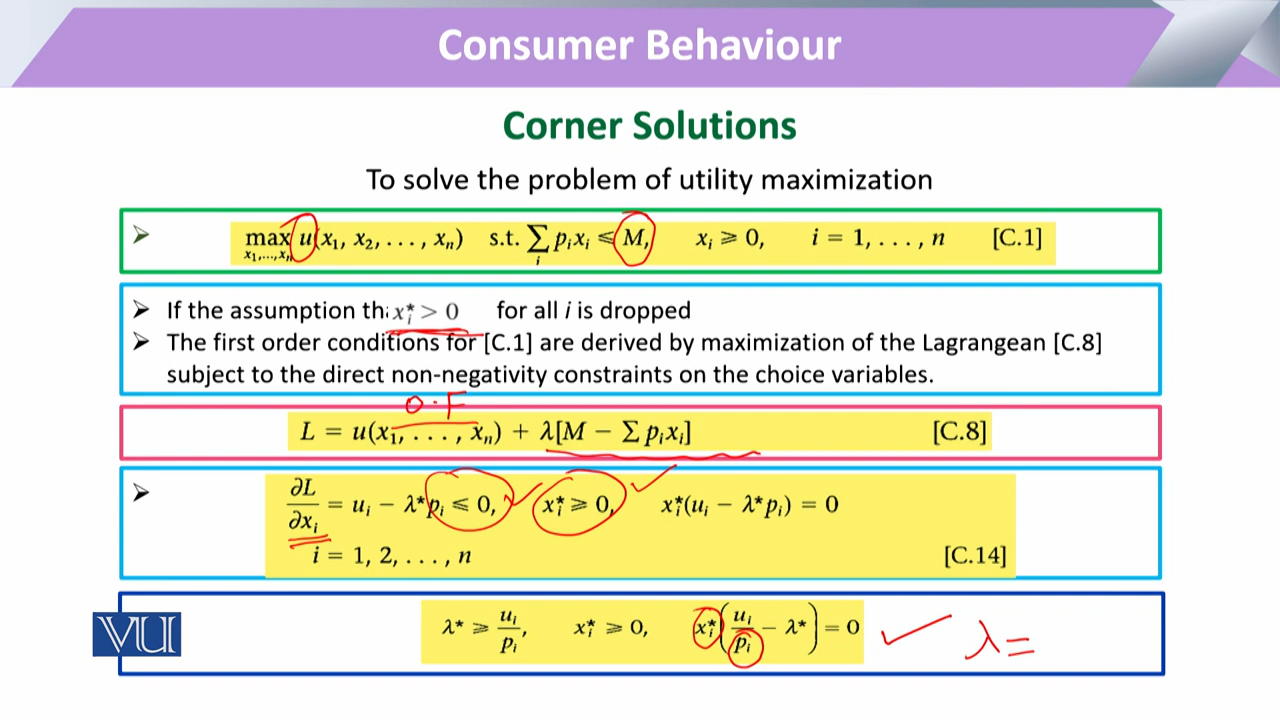 Consumer Behaviour
Corner Solutions
To solve the problem of utility maximization
➢ max u(x₁, x₂, . . . , xₙ) s.t. ∑ pᵢxᵢ ⩽ M, xᵢ ⩾ 0, i = 1, . . . , n [C.1]
x₁,...,xₙ i
➢ If the assumption th xᵢ* > 0 for all i is dropped
➢ The first order conditions for [C.1] are derived by maximization of the Lagrangean [C.8]
subject to the direct non-negativity constraints on the choice variables.
O.F
L = u(x₁, . . . , xₙ) + λ[M − ∑ pᵢxᵢ] [C.8]
➢ ∂L/∂xᵢ = uᵢ − λ*pᵢ ⩽ 0, xᵢ* ⩾ 0, xᵢ*(uᵢ − λ*pᵢ) = 0
i = 1, 2, . . . , n [C.14]
VU
λ* ⩾ uᵢ/pᵢ, xᵢ* ⩾ 0, xᵢ*(uᵢ/pᵢ − λ*) = 0 λ=